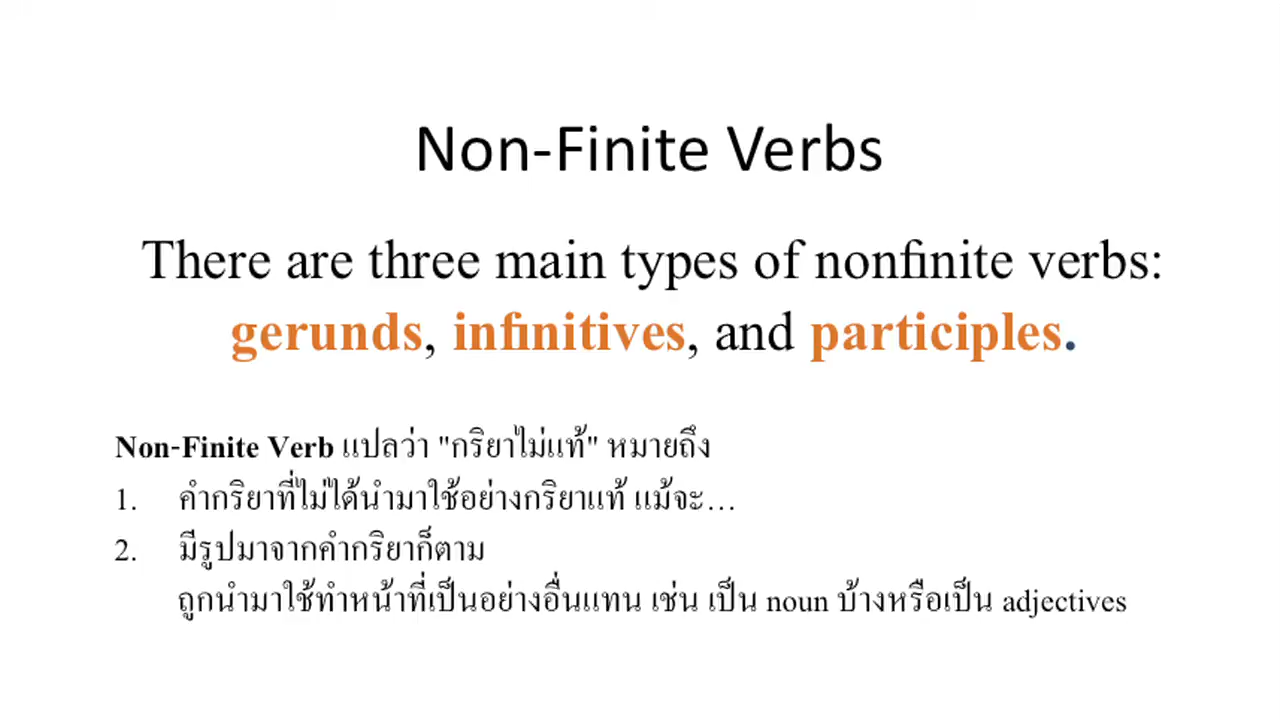 Non-Finite Verbs
There are three main types of nonfinite verbs:
gerunds, infinitives, and participles.
Non-Finite Verb แปลว่า "กริยาไม่แท้" หมายถึง
1. คำกริยาที่ไม่ได้นำมาใช้อย่างกริยาแท้ แม้จะ...
2. มีรูปมาจากคำกริยาก็ตาม
ถูกนำมาใช้ทำหน้าที่เป็นอย่างอื่นแทน เช่น เป็น noun บ้างหรือเป็น adjectives